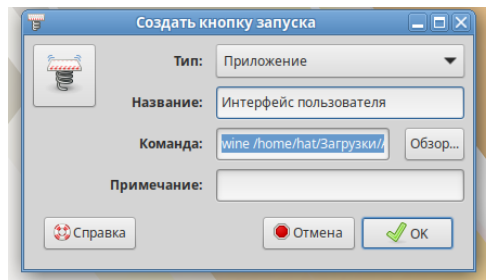 Создать кнопку запуска
Тип: Приложение
Название: Интерфейс пользователя
Команда: wine /home/hat/Загрузки// Обзор...
Примечание:
Справка Отмена OK